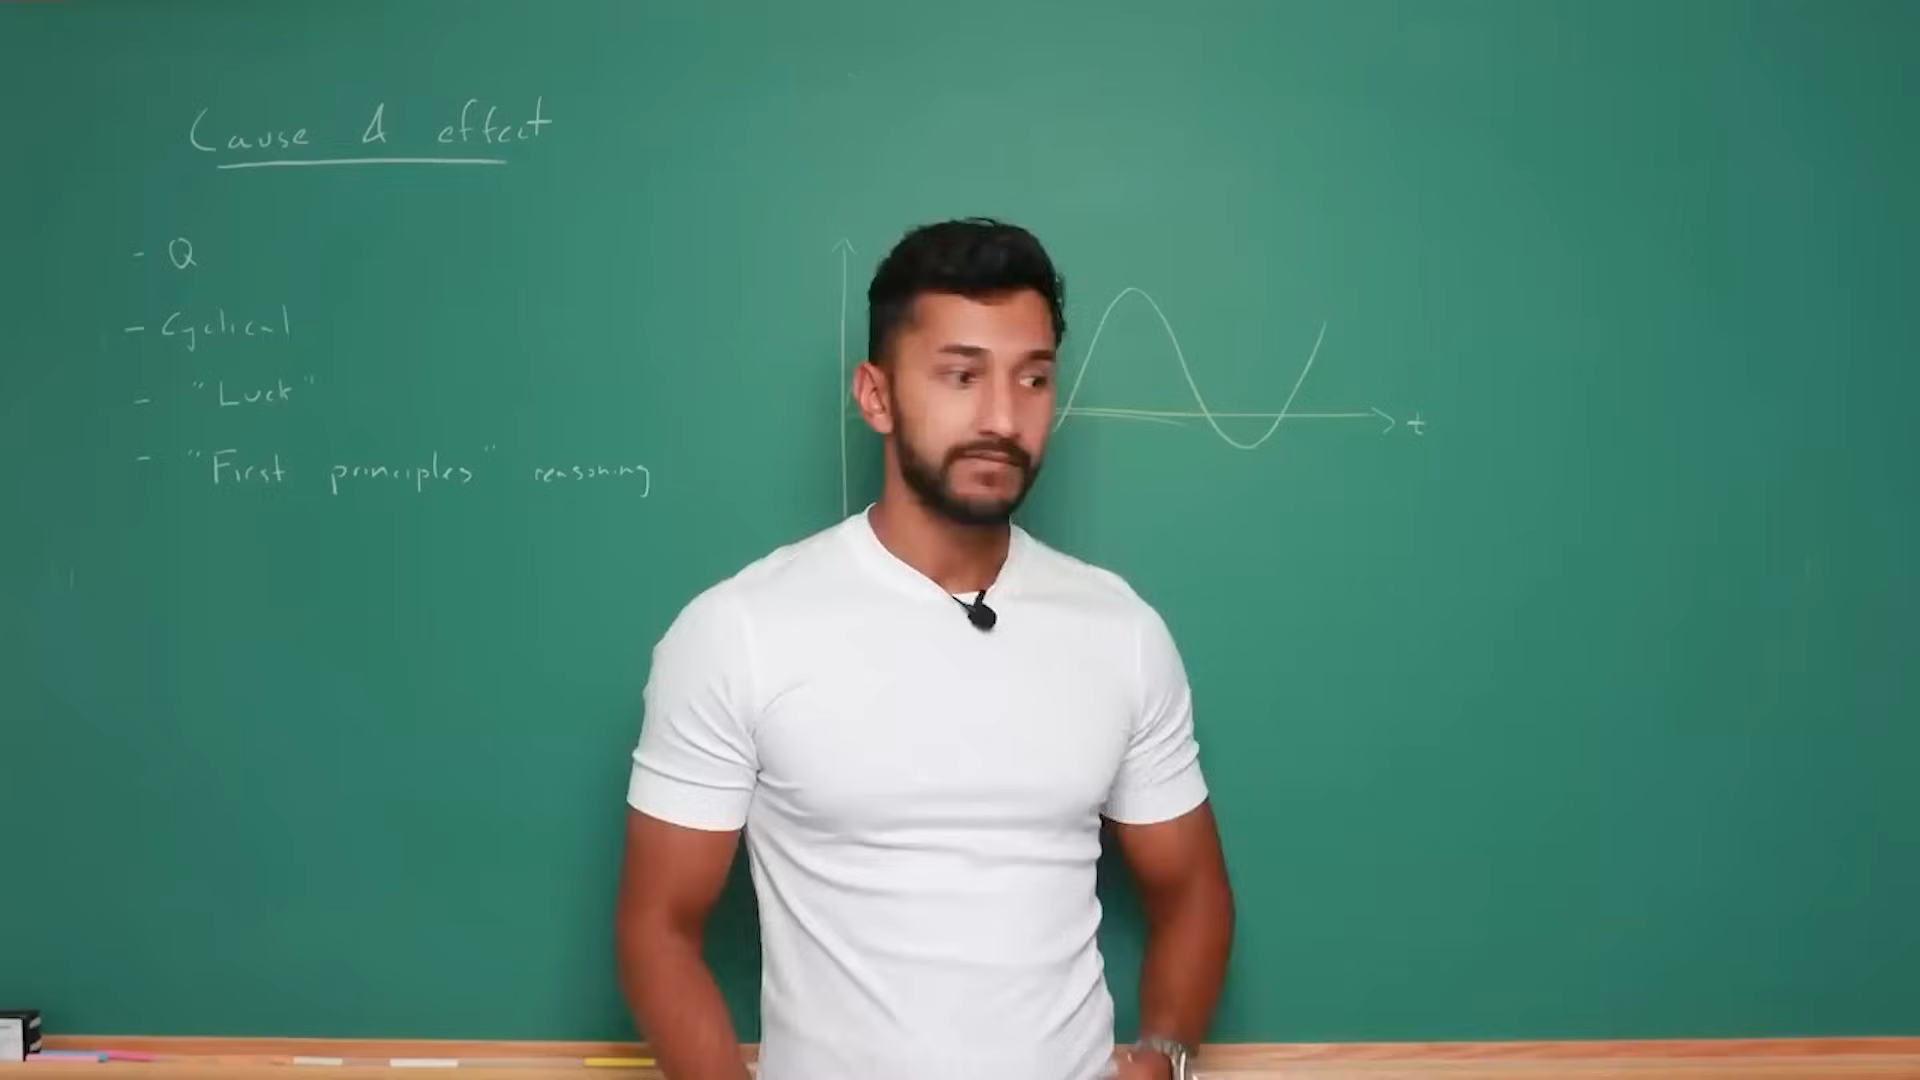 Cause & effect
- Q
- Cyclical
- "Luck"
- "First principles" reasoning
t